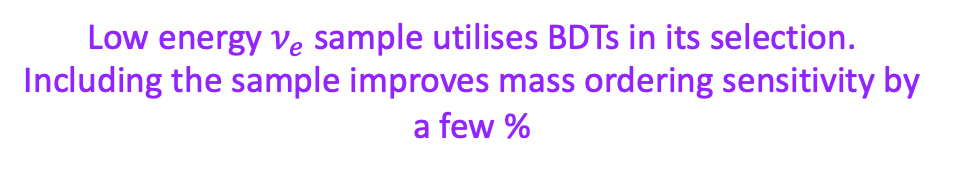 Low energy νₑ sample utilises BDTs in its selection.
Including the sample improves mass ordering sensitivity by
a few %